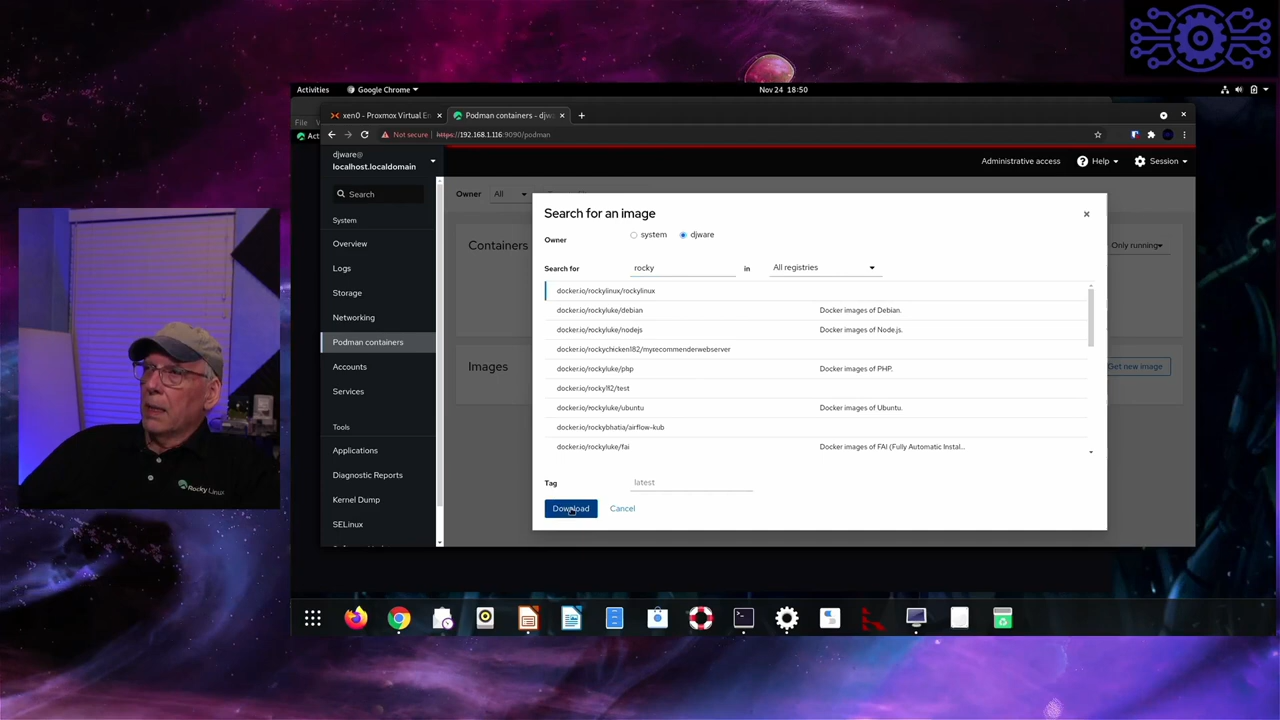 Activities
Google Chrome
Nov 24 18:50
File
xen0 - Proxmox Virtual En
Podman containers - djw
Not secure
https://192.168.1.116:9090/podman
djware@
localhost.localdomain
Administrative access
Help
Session
Search
Owner
All
System
Overview
Logs
Storage
Networking
Podman containers
Accounts
Services
Tools
Applications
Diagnostic Reports
Kernel Dump
SELinux
Containers
Only running
Images
Get new image
Search for an image
Owner
system
djware
Search for
rocky
in
All registries
docker.io/rockylinux/rockylinux
docker.io/rockyluke/debian
Docker images of Debian.
docker.io/rockyluke/nodejs
Docker images of Node.js.
docker.io/rockychicken182/myrecommenderwebserver
docker.io/rockyluke/php
Docker images of PHP.
docker.io/rocky112/test
docker.io/rockyluke/ubuntu
Docker images of Ubuntu.
docker.io/rockybhatia/airflow-kub
docker.io/rockyluke/fai
Docker images of FAI (Fully Automatic Instal...
Tag
latest
Download
Cancel
Rocky Linux